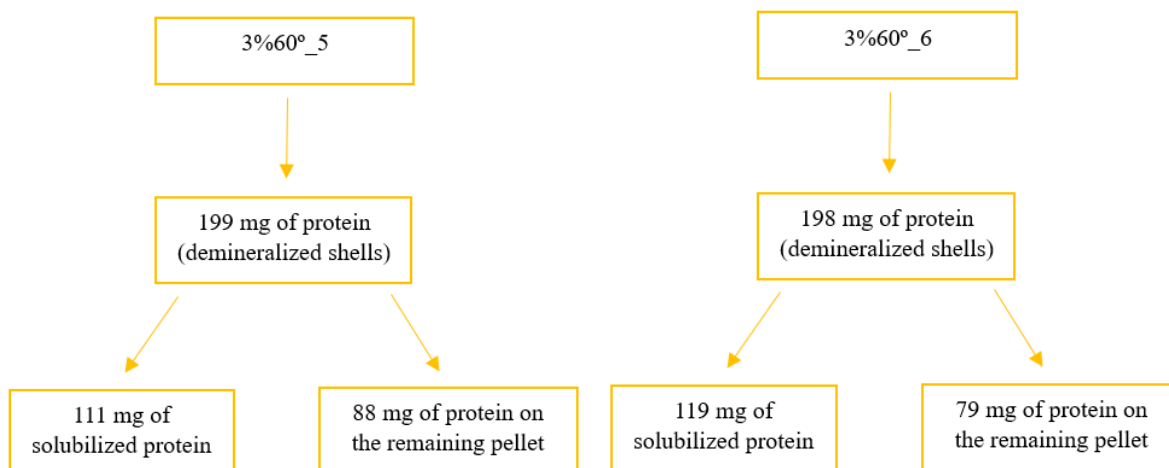 3%60º_5
199 mg of protein
(demineralized shells)
111 mg of
solubilized protein
88 mg of protein on
the remaining pellet
3%60º_6
198 mg of protein
(demineralized shells)
119 mg of
solubilized protein
79 mg of protein on
the remaining pellet